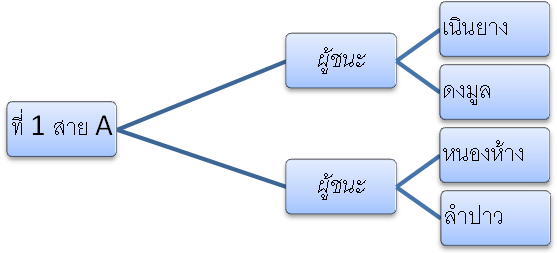 ที่ 1 สาย A
ผู้ชนะ
เนินยาง
ดงมูล
ผู้ชนะ
หนองห้าง
ลำปาว